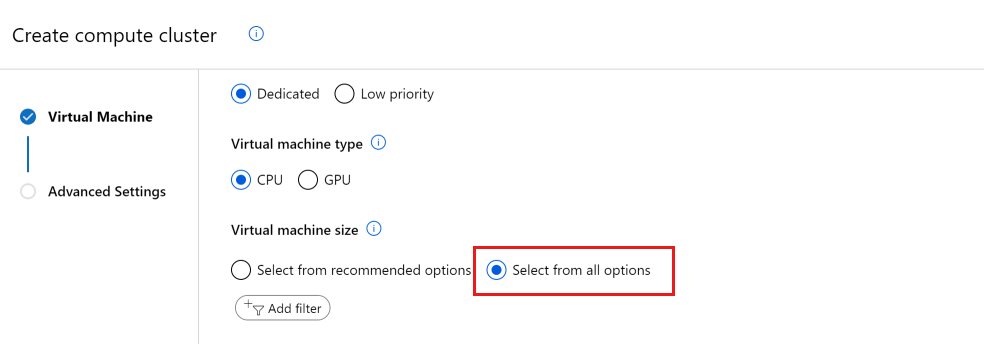 Create compute cluster
Virtual Machine
Advanced Settings
Dedicated Low priority
Virtual machine type
CPU GPU
Virtual machine size
Select from recommended options Select from all options
Add filter